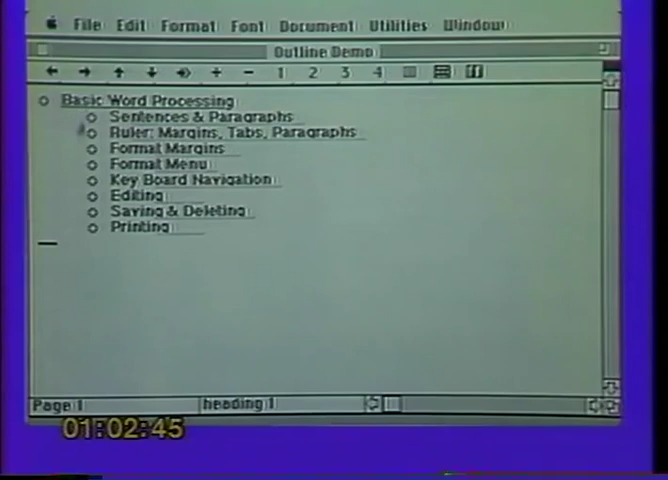 File Edit Format Font Document Utilities Window
Outline Demo
1 2 3 4
Basic Word Processing
Sentences & Paragraphs
Ruler: Margins, Tabs, Paragraphs
Format Margins
Format Menu
Key Board Navigation
Editing
Saving & Deleting
Printing
Page 1 heading 1
01:02:45